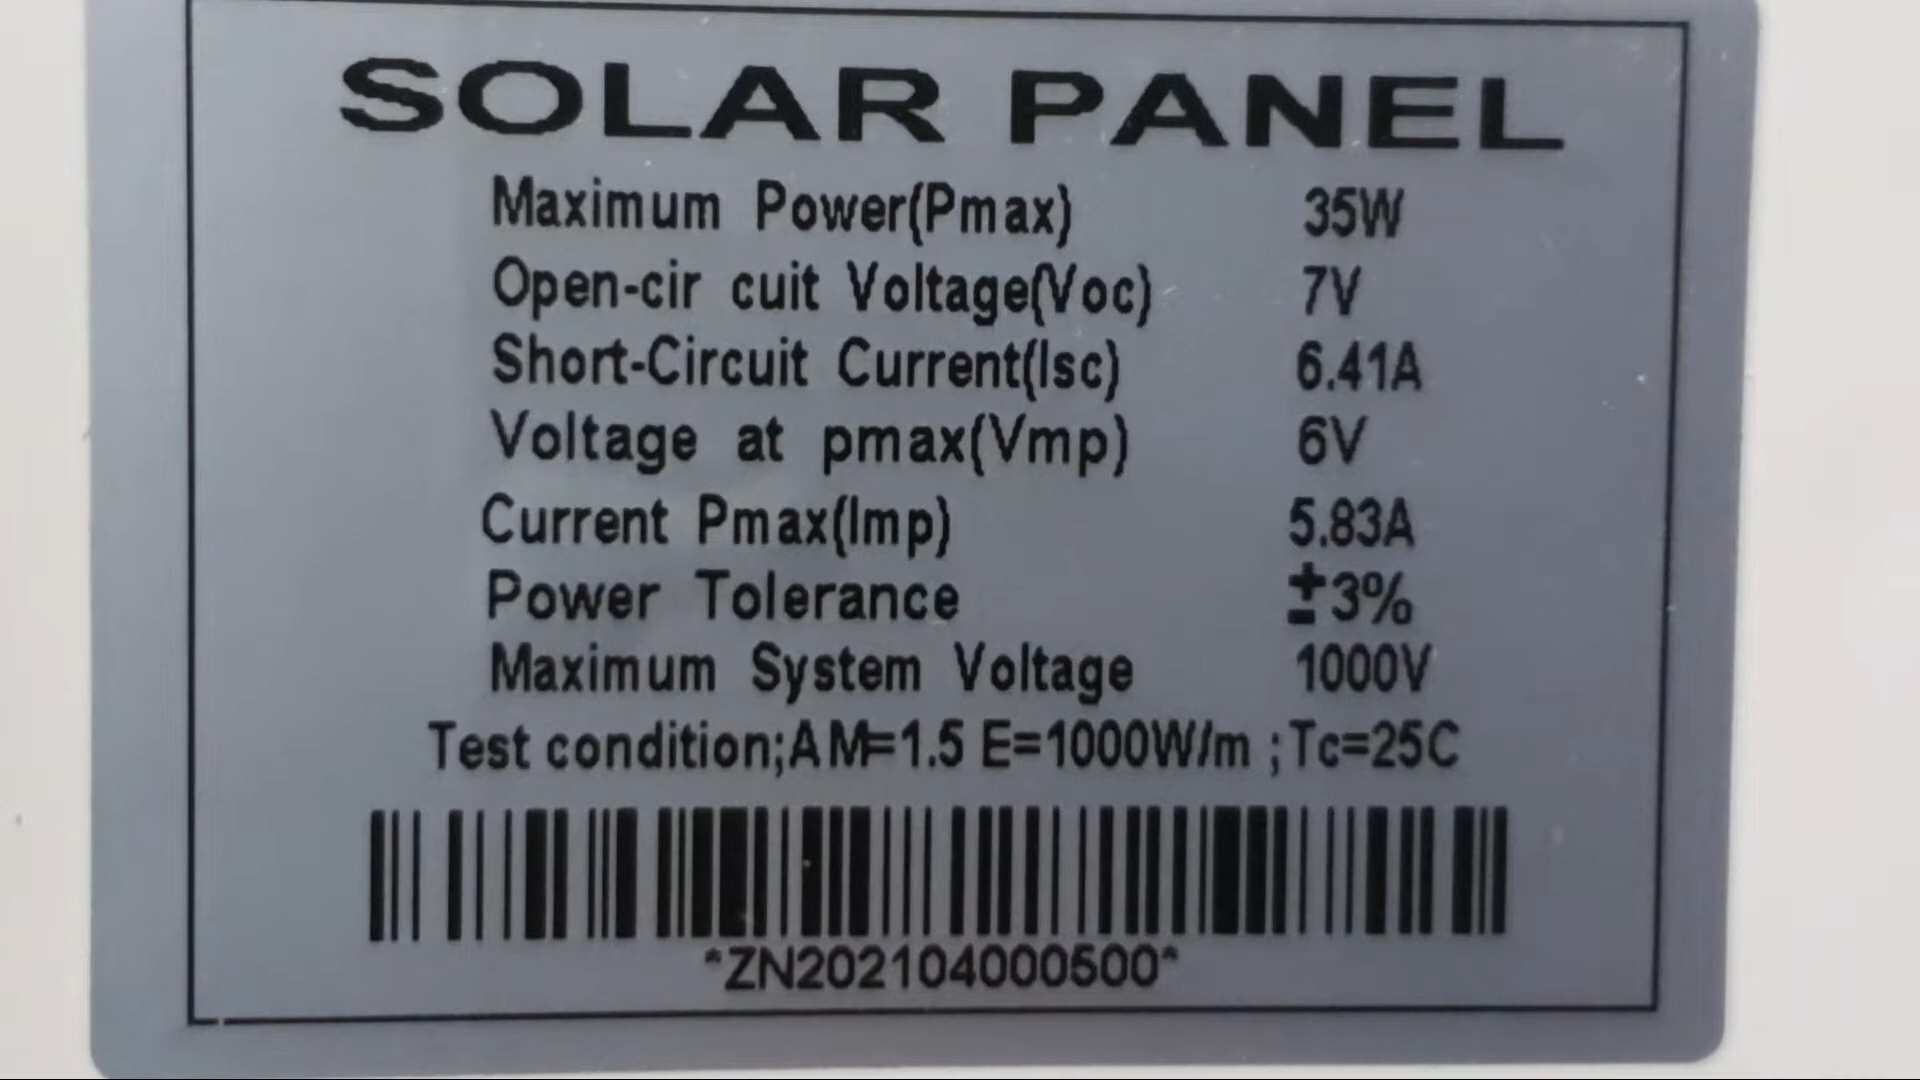 SOLAR PANEL
Maximum Power(Pmax) 35W
Open-cir cuit Voltage(Voc) 7V
Short-Circuit Current(Isc) 6.41A
Voltage at pmax(Vmp) 6V
Current Pmax(Imp) 5.83A
Power Tolerance ±3%
Maximum System Voltage 1000V
Test condition;AM=1.5 E=1000W/m ;Tc=25C
*ZN202104000500*